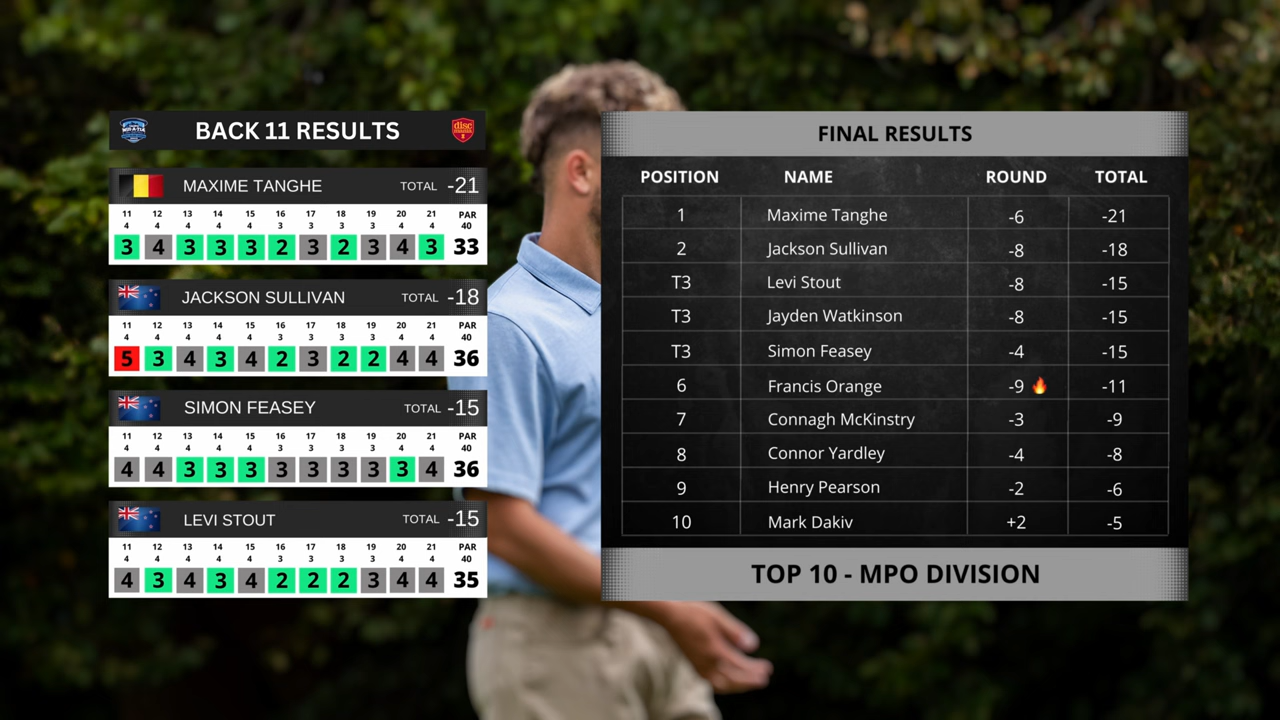 BACK 11 RESULTS
MAXIME TANGHE TOTAL -21
11 12 13 14 15 16 17 18 19 20 21 PAR
4 4 4 4 4 3 3 3 3 4 4 40
3 4 3 3 3 2 3 2 3 4 3 33
JACKSON SULLIVAN TOTAL -18
11 12 13 14 15 16 17 18 19 20 21 PAR
4 4 4 4 4 3 3 3 3 4 4 40
5 3 4 3 4 2 3 2 2 4 4 36
SIMON FEASEY TOTAL -15
11 12 13 14 15 16 17 18 19 20 21 PAR
4 4 4 4 4 3 3 3 3 4 4 40
4 4 3 3 3 3 3 3 3 3 4 36
LEVI STOUT TOTAL -15
11 12 13 14 15 16 17 18 19 20 21 PAR
4 4 4 4 4 3 3 3 3 4 4 40
4 3 4 3 4 2 2 2 3 4 4 35
FINAL RESULTS
POSITION NAME ROUND TOTAL
1 Maxime Tanghe -6 -21
2 Jackson Sullivan -8 -18
T3 Levi Stout -8 -15
T3 Jayden Watkinson -8 -15
T3 Simon Feasey -4 -15
6 Francis Orange -9 🔥 -11
7 Connagh McKinstry -3 -9
8 Connor Yardley -4 -8
9 Henry Pearson -2 -6
10 Mark Dakiv +2 -5
TOP 10 - MPO DIVISION